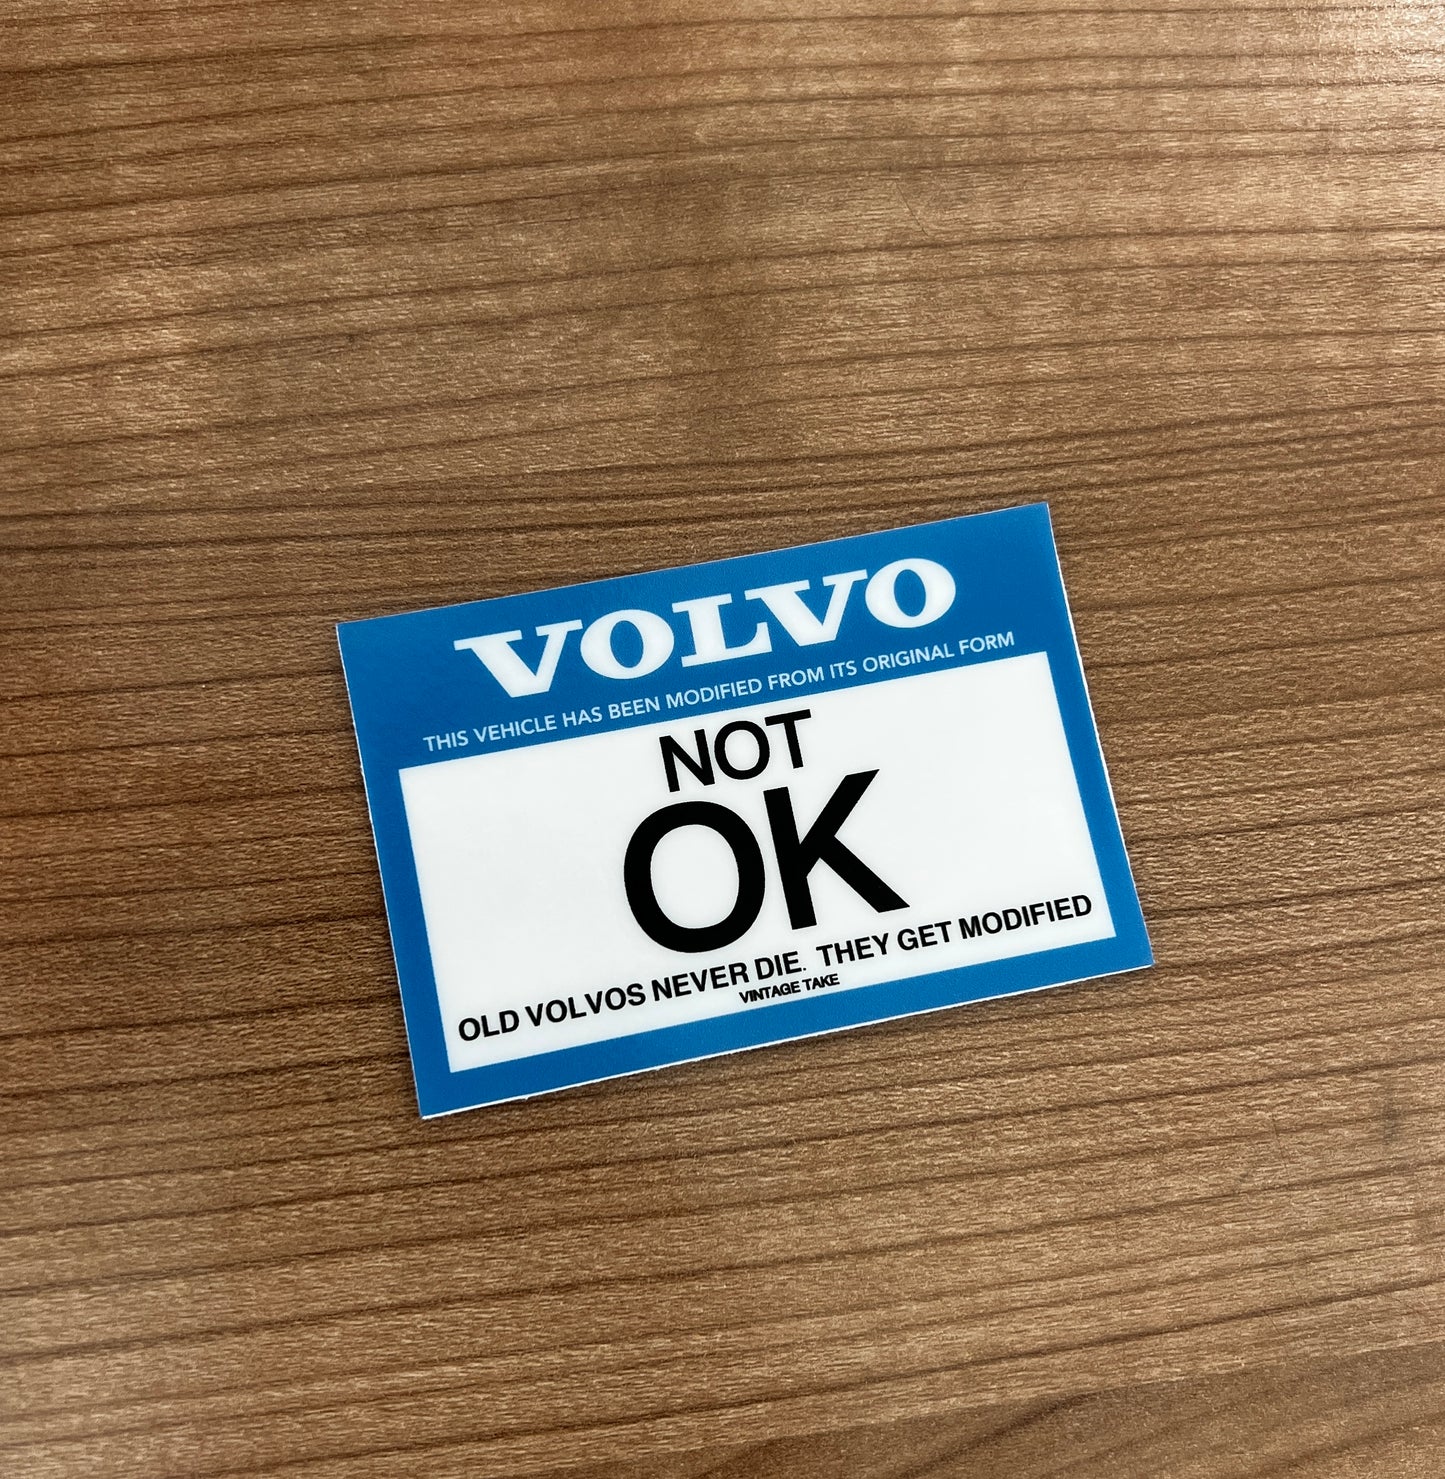 VOLVO
THIS VEHICLE HAS BEEN MODIFIED FROM ITS ORIGINAL FORM
NOT
OK
OLD VOLVOS NEVER DIE. THEY GET MODIFIED
VINTAGE TAKE